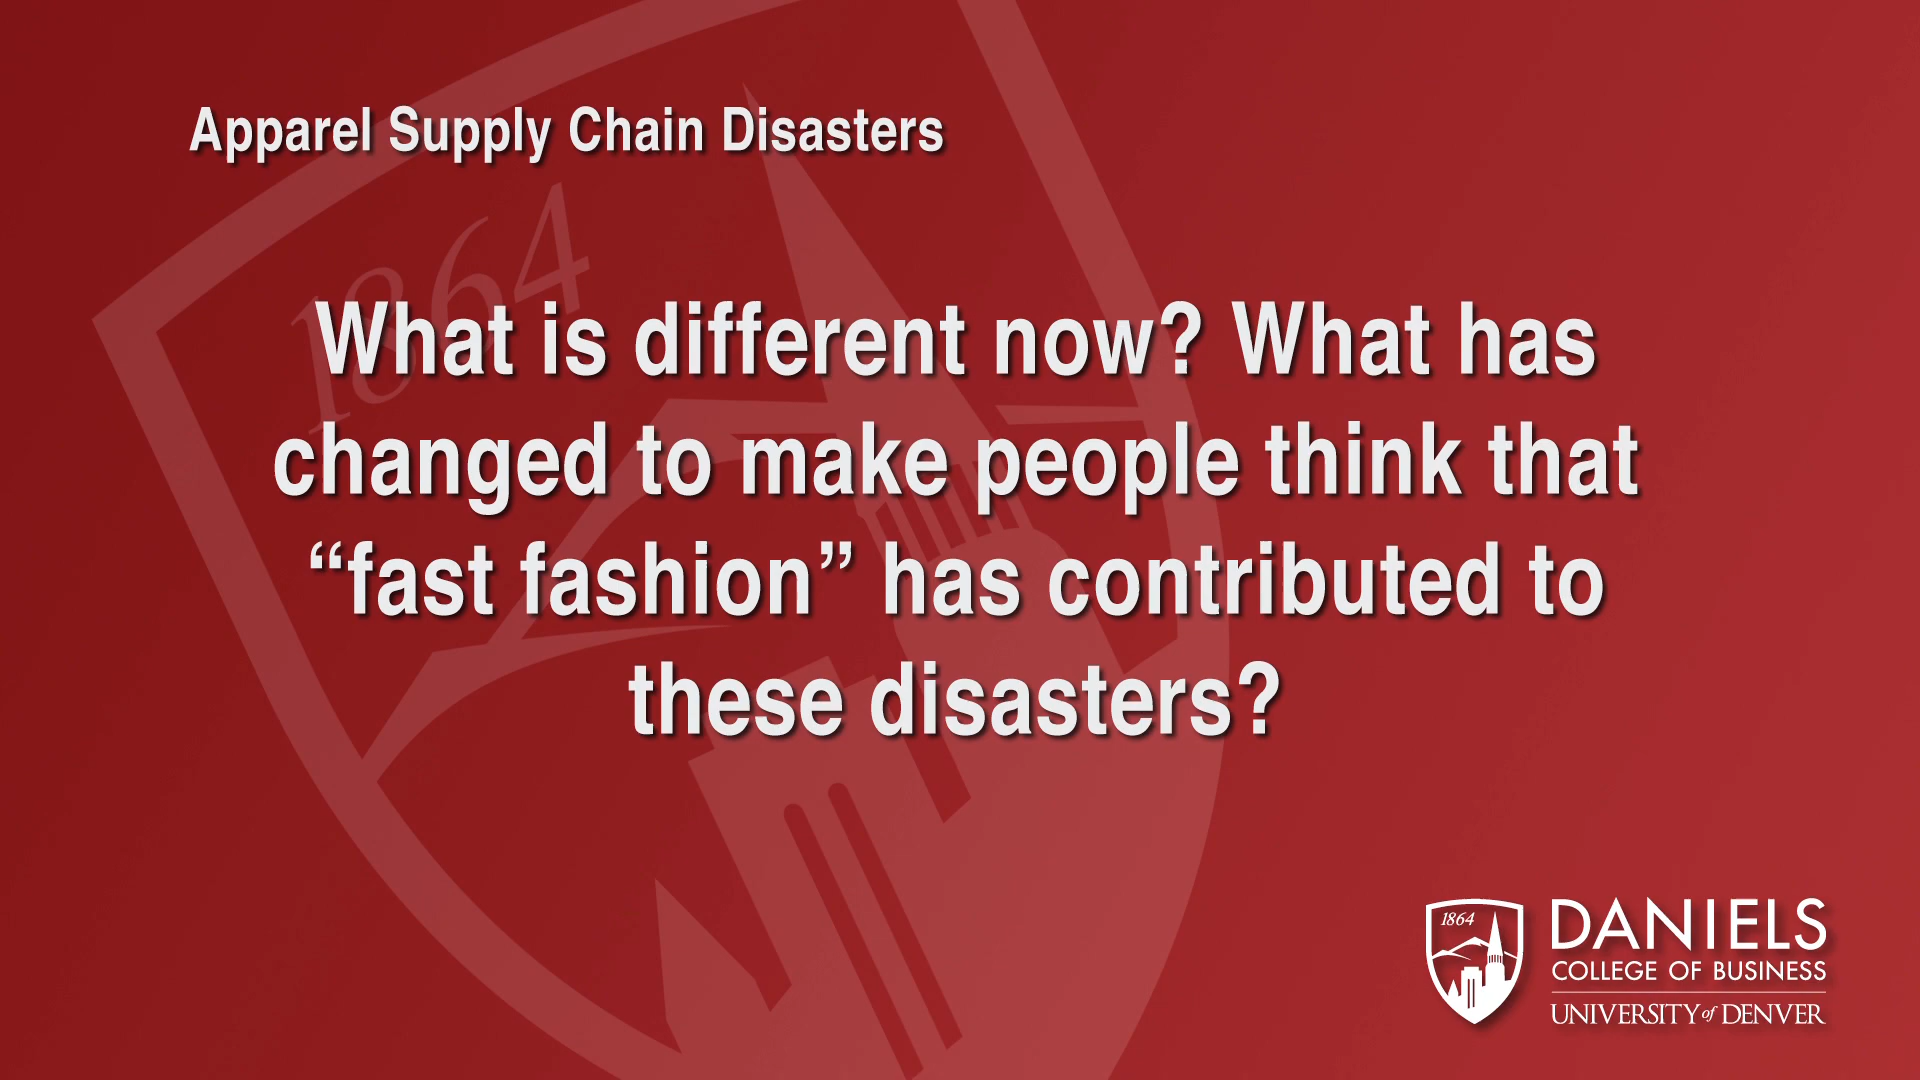 Apparel Supply Chain Disasters
1864
What is different now? What has
changed to make people think that
“fast fashion” has contributed to
these disasters?
1864
DANIELS
COLLEGE OF BUSINESS
UNIVERSITY of DENVER